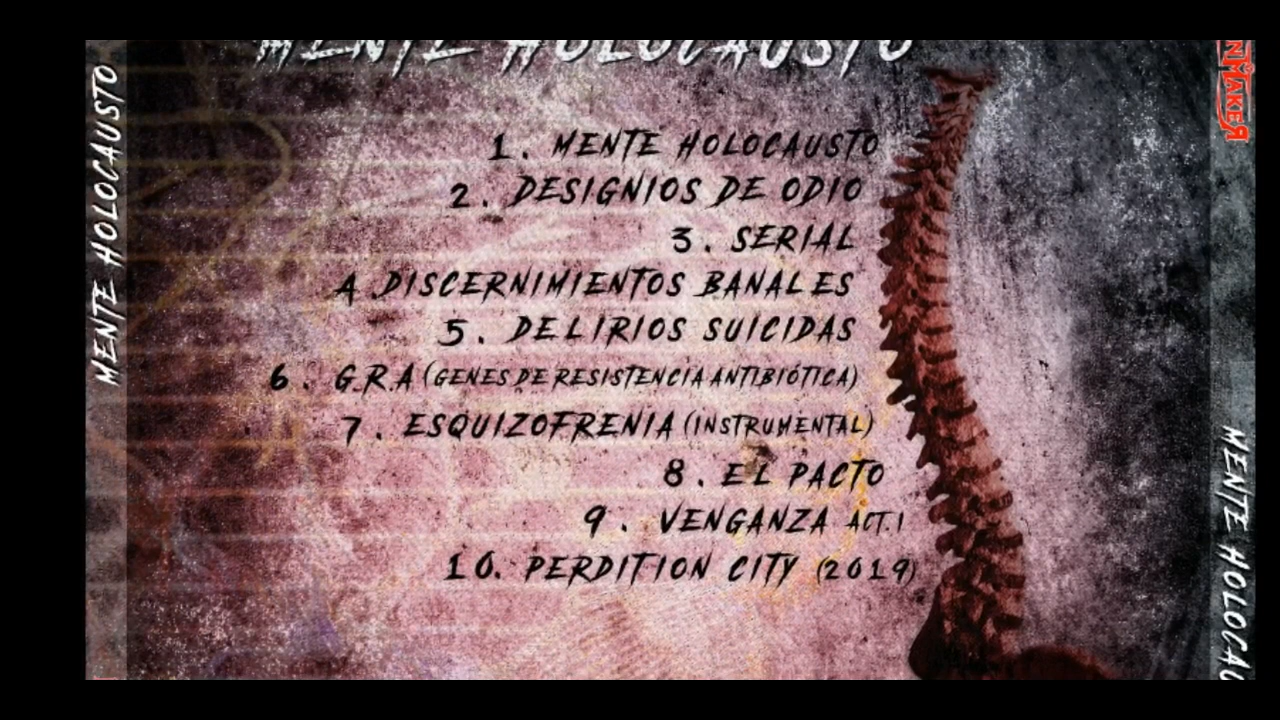 MENTE HOLOCAUSTO
1. MENTE HOLOCAUSTO
2. DESIGNIOS DE ODIO
3. SERIAL
4 .DISCERNIMIENTOS BANALES
5. DELIRIOS SUICIDAS
6. G.R.A (GENES DE RESISTENCIA ANTIBIÓTICA)
7. ESQUIZOFRENIA (INSTRUMENTAL)
8. EL PACTO
9. VENGANZA ACT.I
10. PERDITION CITY (2019)
MENTE HOLOCAUSTO
MENTE